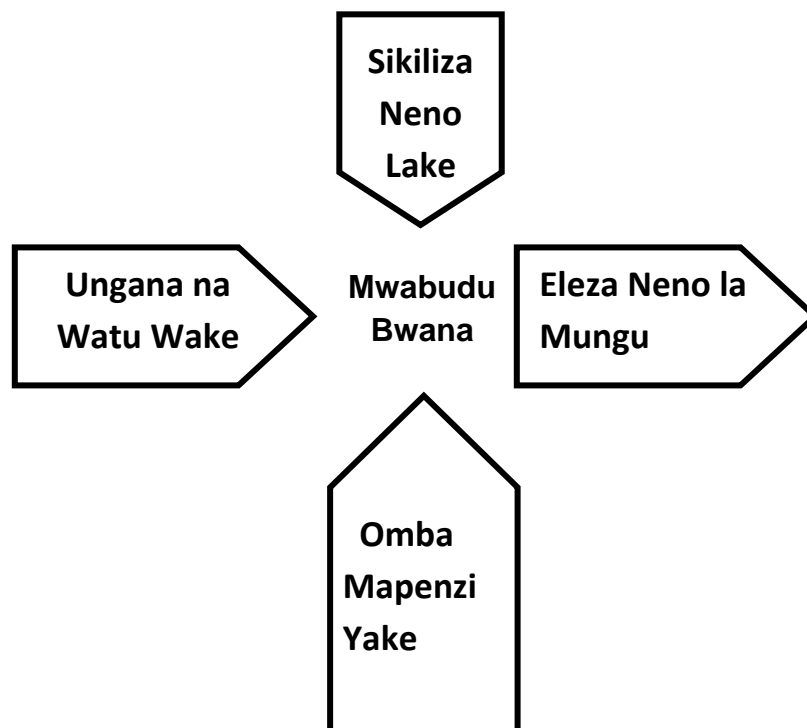 Sikiliza
Neno
Lake
Ungana na
Watu Wake
Mwabudu
Bwana
Eleza Neno la
Mungu
Omba
Mapenzi
Yake